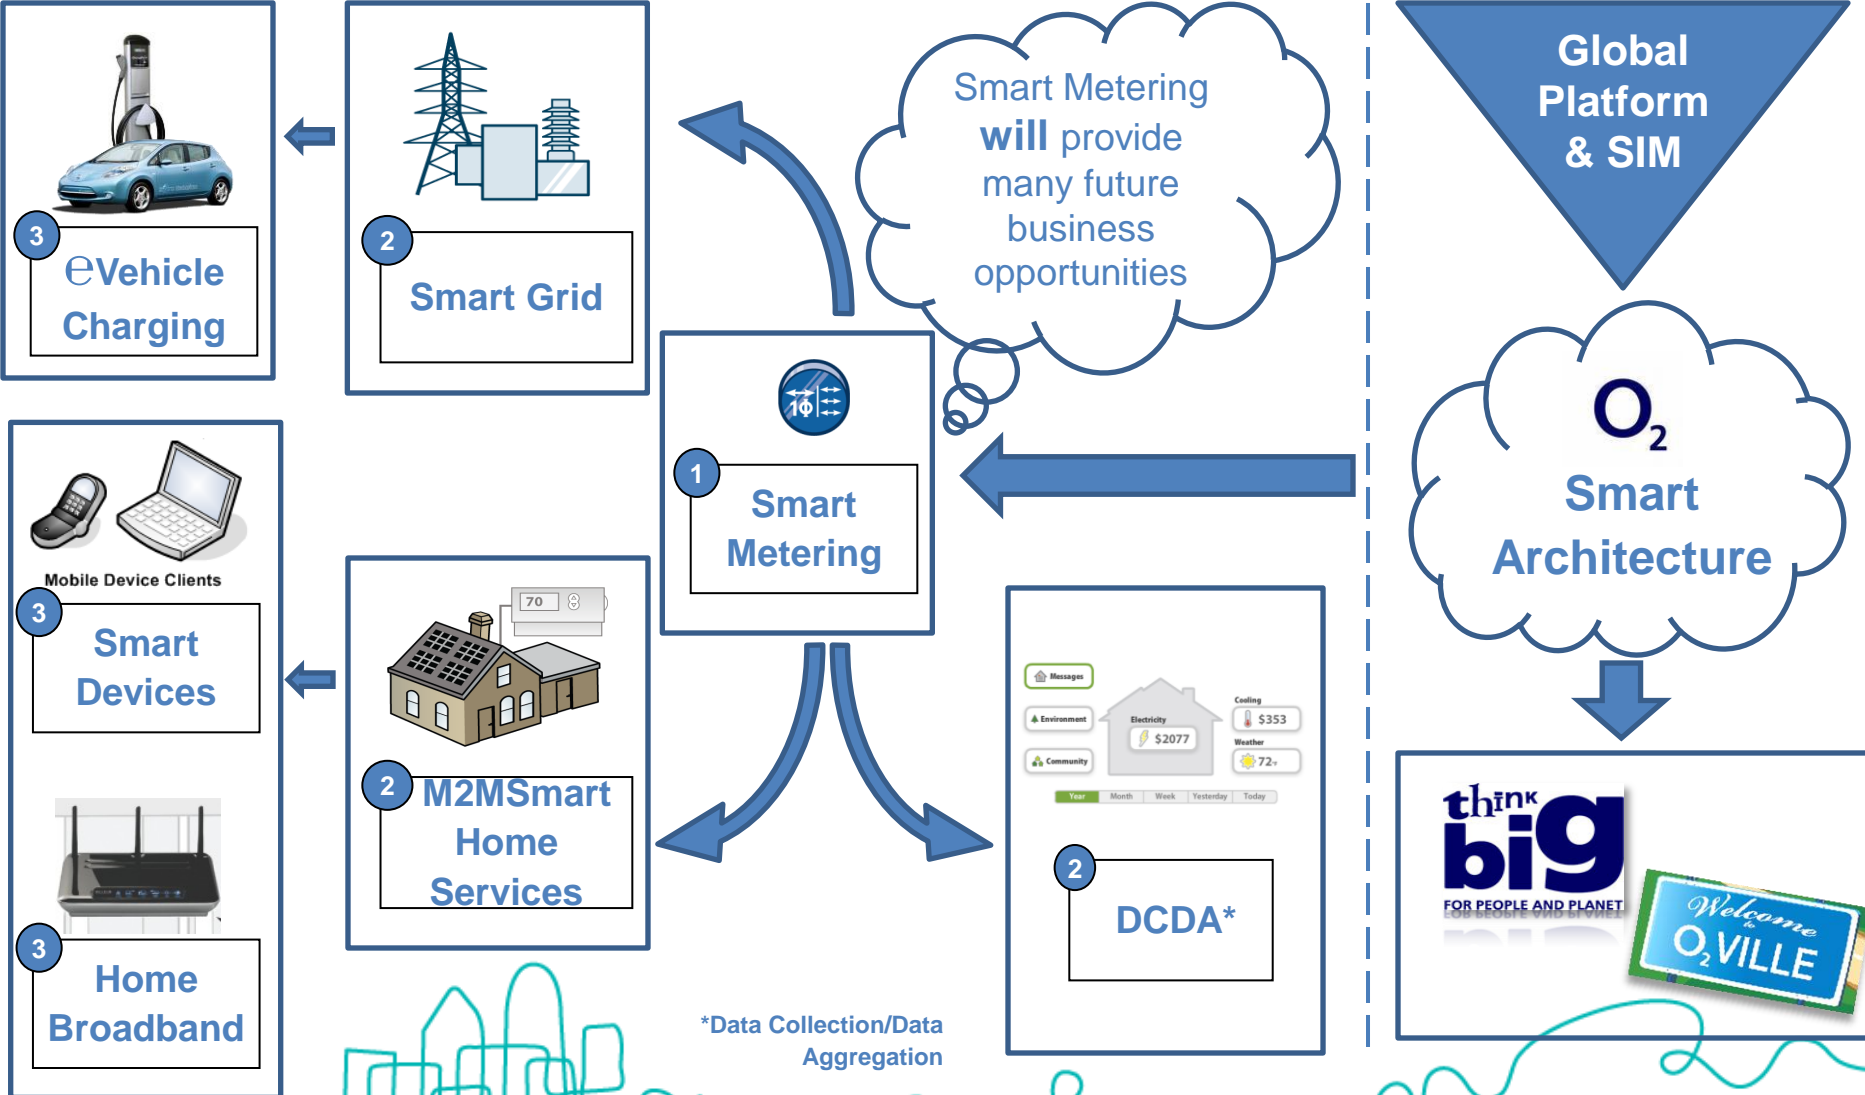 3
eVehicle
Charging
2
Smart Grid
Smart Metering
will provide
many future
business
opportunities
Global
Platform
& SIM
1Φ
1
Smart
Metering
O2
Smart
Architecture
Mobile Device Clients
3
Smart
Devices
3
Home
Broadband
70
2
M2MSmart
Home
Services
Messages
Environment
Community
Electricity
$2077
Cooling
$353
Weather
72
Year Month Week Yesterday Today
2
DCDA*
*Data Collection/Data
Aggregation
think
big
FOR PEOPLE AND PLANET
Welcome
to
O2VILLE